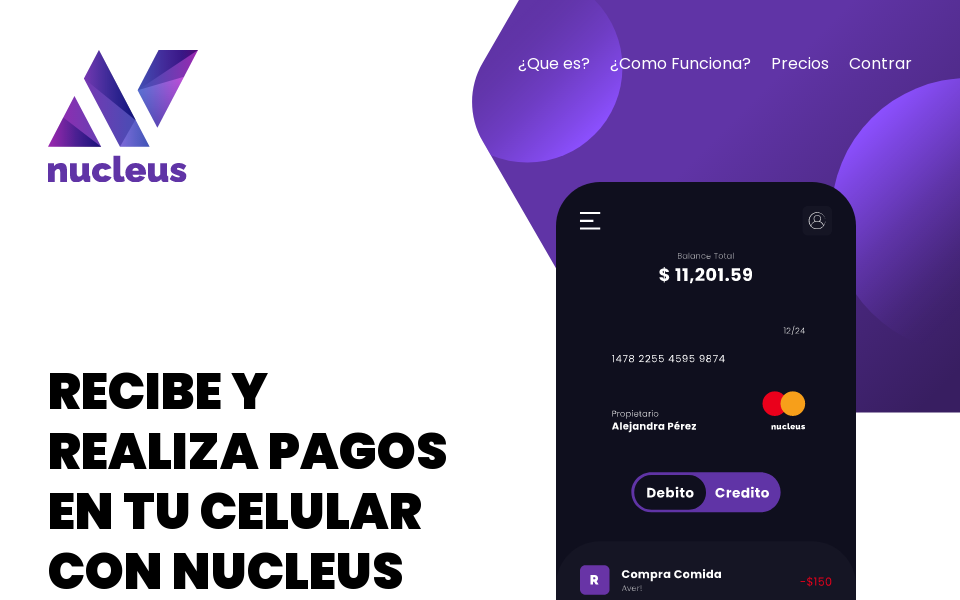 ¿Que es? ¿Como Funciona? Precios Contrar
nucleus
Balance Total
$ 11,201.59
12/24
1478 2255 4595 9874
Propietario
Alejandra Pérez
nucleus
Debito Credito
R
Compra Comida
Aver!
-$150
RECIBE Y
REALIZA PAGOS
EN TU CELULAR
CON NUCLEUS